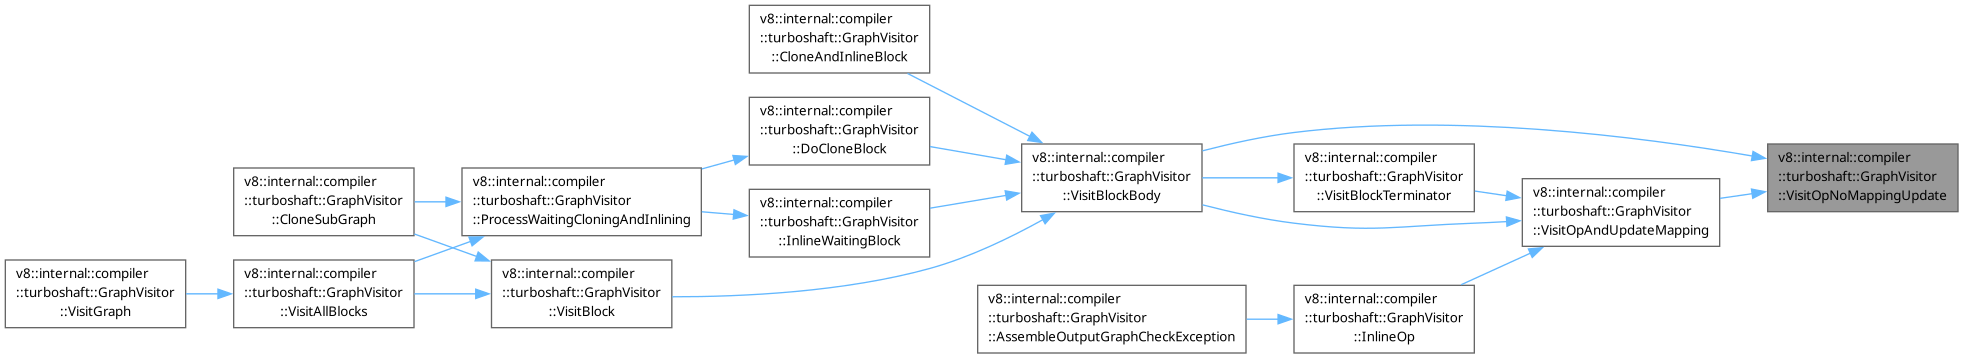 v8::internal::compiler
::turboshaft::GraphVisitor
::CloneAndInlineBlock
v8::internal::compiler
::turboshaft::GraphVisitor
::DoCloneBlock
v8::internal::compiler
::turboshaft::GraphVisitor
::VisitBlockBody
v8::internal::compiler
::turboshaft::GraphVisitor
::VisitBlockTerminator
v8::internal::compiler
::turboshaft::GraphVisitor
::VisitOpNoMappingUpdate
v8::internal::compiler
::turboshaft::GraphVisitor
::CloneSubGraph
v8::internal::compiler
::turboshaft::GraphVisitor
::ProcessWaitingCloningAndInlining
v8::internal::compiler
::turboshaft::GraphVisitor
::VisitOpAndUpdateMapping
v8::internal::compiler
::turboshaft::GraphVisitor
::InlineWaitingBlock
v8::internal::compiler
::turboshaft::GraphVisitor
::VisitGraph
v8::internal::compiler
::turboshaft::GraphVisitor
::VisitAllBlocks
v8::internal::compiler
::turboshaft::GraphVisitor
::VisitBlock
v8::internal::compiler
::turboshaft::GraphVisitor
::AssembleOutputGraphCheckException
v8::internal::compiler
::turboshaft::GraphVisitor
::InlineOp